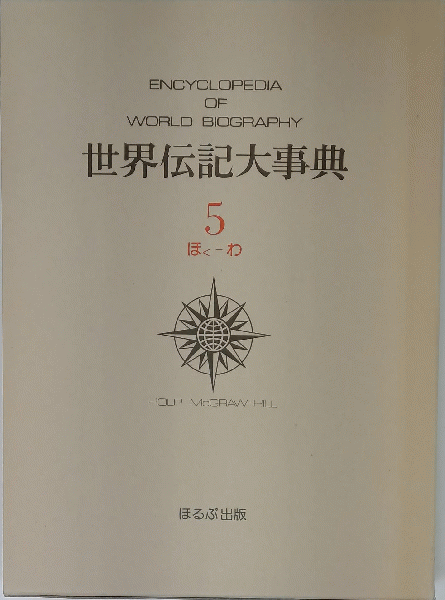 ENCYCLOPEDIA
OF
WORLD BIOGRAPHY
世界伝記大事典
5
ほく−わ
McGRAW HILL
ほるぷ出版